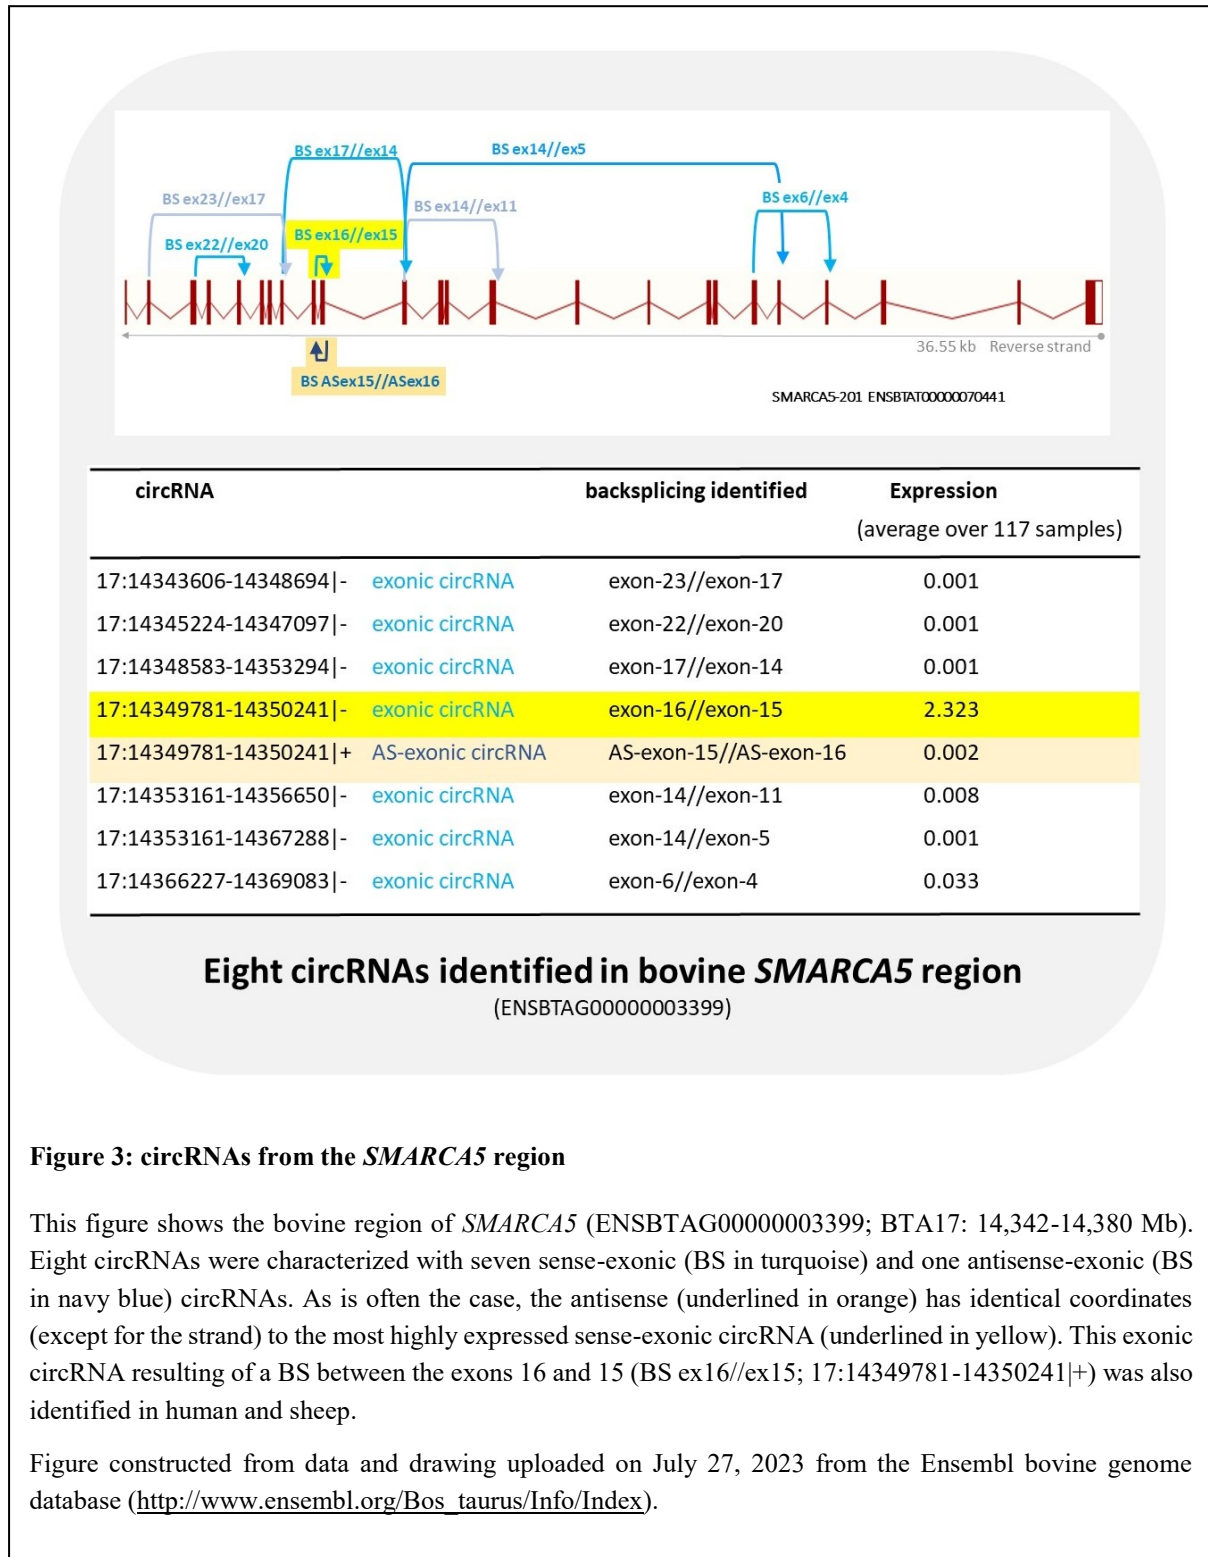 BS ex17//ex14
BS ex14//ex5
BS ex23//ex17
BS ex14//ex11
BS ex6//ex4
BS ex22//ex20
BS ex16//ex15
36.55 kb Reverse strand
BS ASex15//ASex16
SMARCA5-201 ENSBTAT00000070441
circRNA backsplicing identified Expression
(average over 117 samples)
17:14343606-14348694|- exonic circRNA exon-23//exon-17 0.001
17:14345224-14347097|- exonic circRNA exon-22//exon-20 0.001
17:14348583-14353294|- exonic circRNA exon-17//exon-14 0.001
17:14349781-14350241|- exonic circRNA exon-16//exon-15 2.323
17:14349781-14350241|+ AS-exonic circRNA AS-exon-15//AS-exon-16 0.002
17:14353161-14356650|- exonic circRNA exon-14//exon-11 0.008
17:14353161-14367288|- exonic circRNA exon-14//exon-5 0.001
17:14366227-14369083|- exonic circRNA exon-6//exon-4 0.033
Eight circRNAs identified in bovine SMARCA5 region
(ENSBTAG00000003399)
Figure 3: circRNAs from the SMARCA5 region
This figure shows the bovine region of SMARCA5 (ENSBTAG00000003399; BTA17: 14,342-14,380 Mb).
Eight circRNAs were characterized with seven sense-exonic (BS in turquoise) and one antisense-exonic (BS
in navy blue) circRNAs. As is often the case, the antisense (underlined in orange) has identical coordinates
(except for the strand) to the most highly expressed sense-exonic circRNA (underlined in yellow). This exonic
circRNA resulting of a BS between the exons 16 and 15 (BS ex16//ex15; 17:14349781-14350241|+) was also
identified in human and sheep.
Figure constructed from data and drawing uploaded on July 27, 2023 from the Ensembl bovine genome
database (http://www.ensembl.org/Bos_taurus/Info/Index).